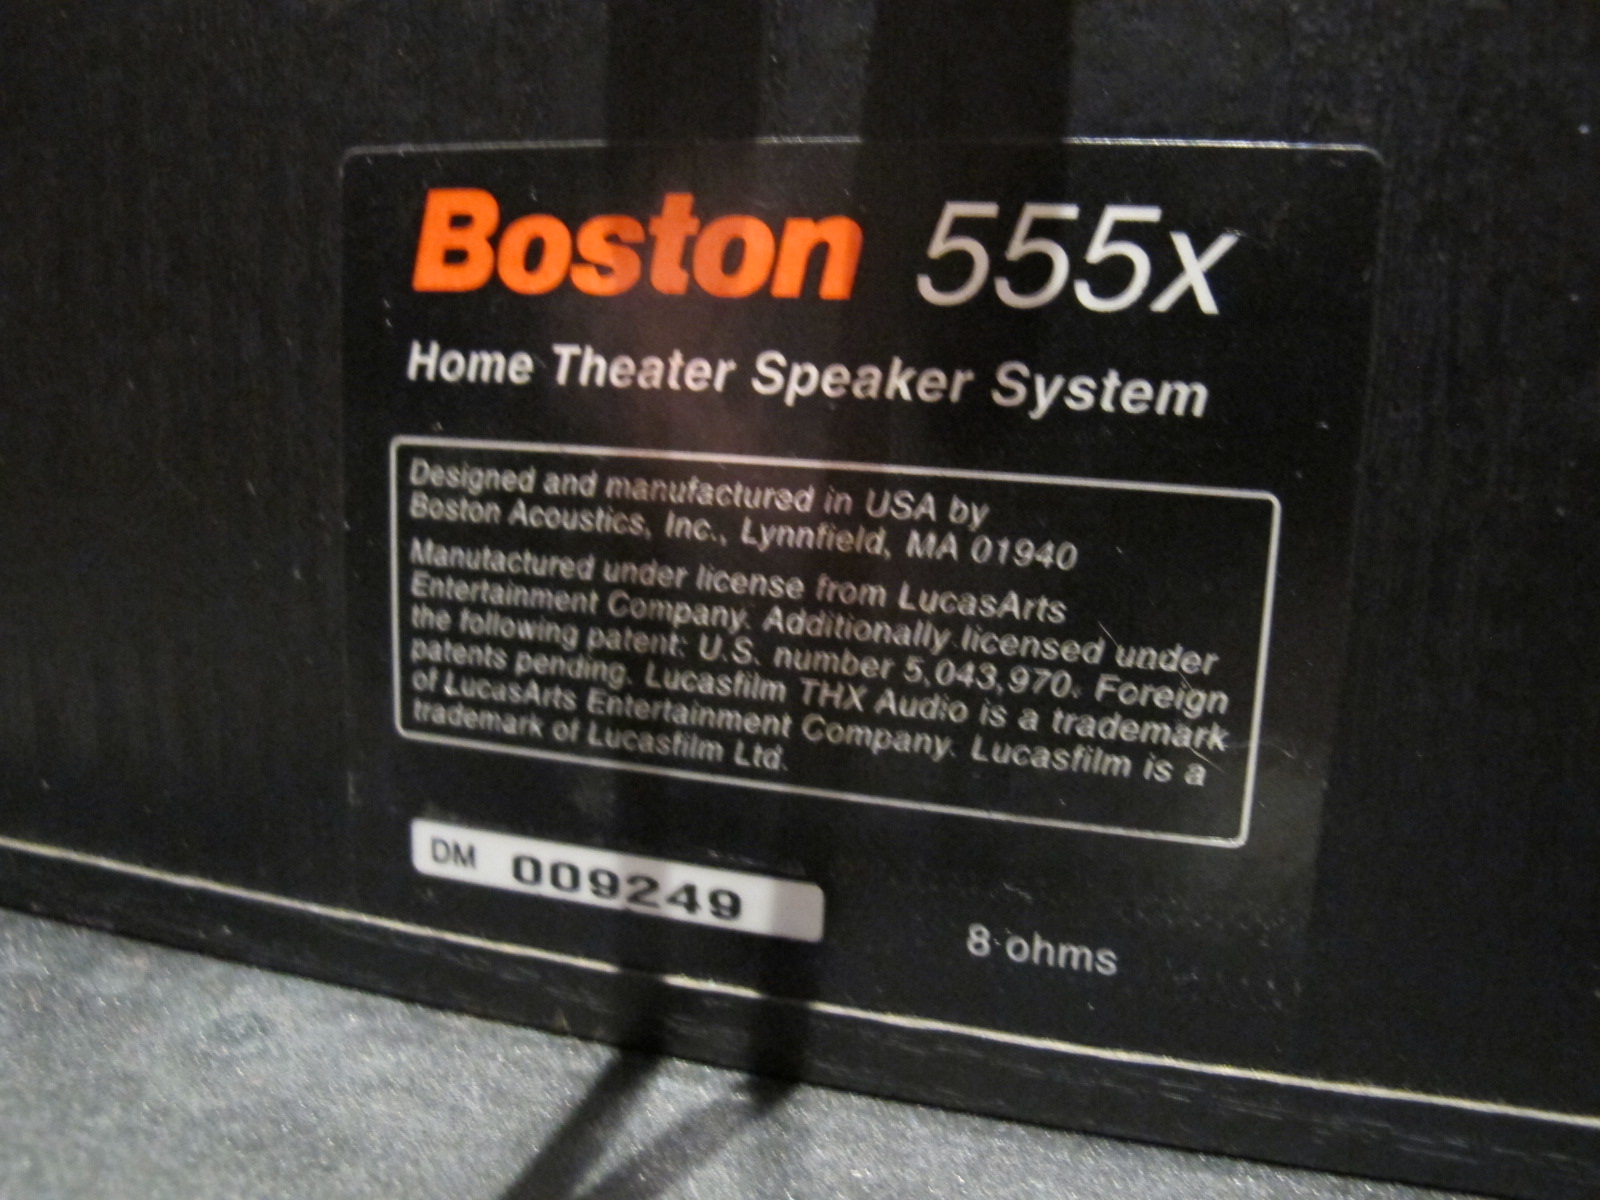 Boston 555x
Home Theater Speaker System
Designed and manufactured in USA by
Boston Acoustics, Inc., Lynnfield, MA 01940
Manufactured under license from LucasArts
Entertainment Company. Additionally licensed under
the following patent: U.S. number 5,043,970. Foreign
patents pending. Lucasfilm THX Audio is a trademark
of LucasArts Entertainment Company. Lucasfilm is a
trademark of Lucasfilm Ltd.
DM 009249
8 ohms